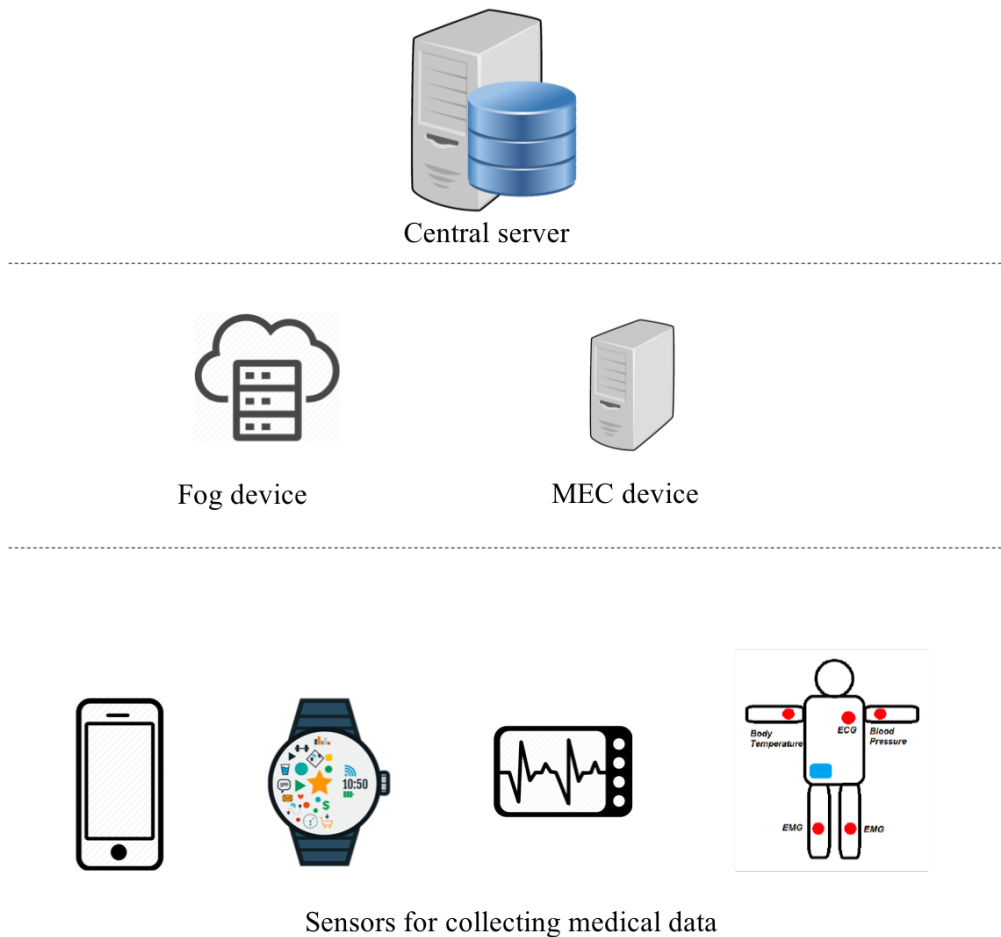 Central server
Fog device
MEC device
10:50
$
Body
Temperature
ECG
Blood
Pressure
EMG
EMG
Sensors for collecting medical data